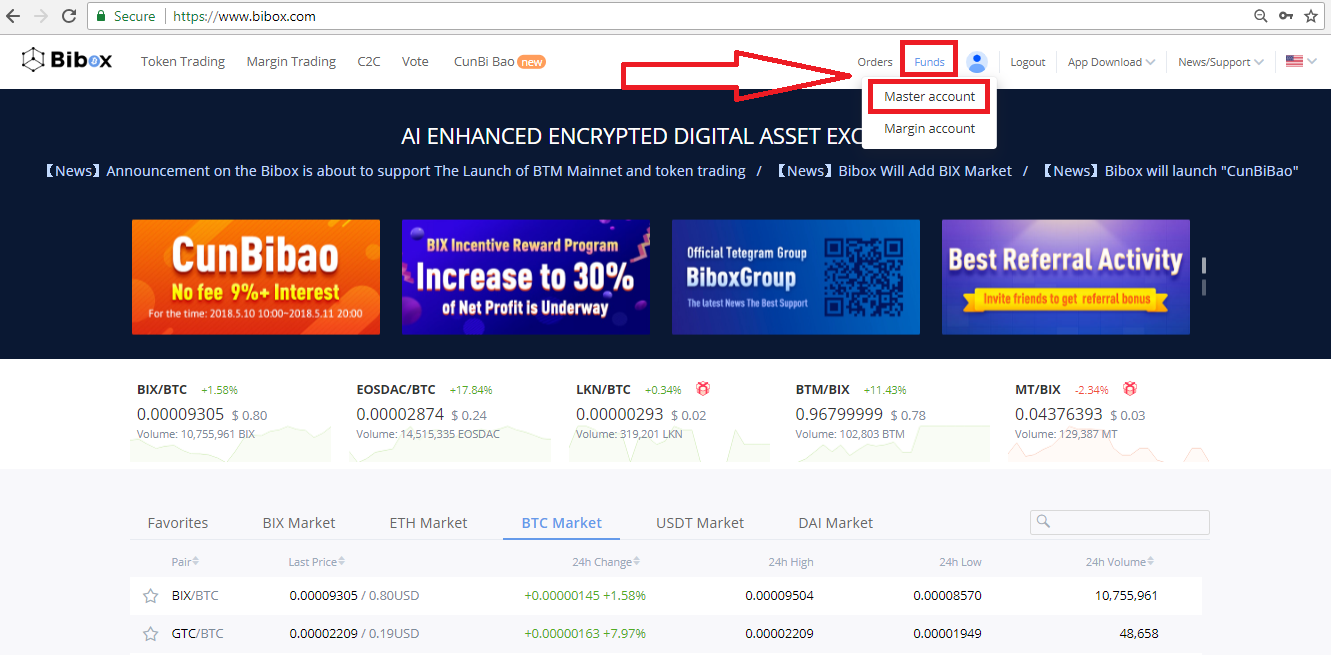 Secure https://www.bibox.com
Bibox Token Trading Margin Trading C2C Vote CunBi Bao new Orders Funds Logout App Download News/Support
Master account
Margin account
AI ENHANCED ENCRYPTED DIGITAL ASSET EXC
【News】Announcement on the Bibox is about to support The Launch of BTM Mainnet and token trading / 【News】Bibox Will Add BIX Market / 【News】Bibox will launch "CunBiBao"
CunBibao
No fee 9%+ Interest
For the time: 2018.5.10 10:00~2018.5.11 20:00
BIX Incentive Reward Program
Increase to 30%
of Net Profit is Underway
Official Tetegram Group
BiboxGroup
The latest News The Best Support
Best Referral Activity
Invite friends to get referral bonus
BIX/BTC +1.58% EOSDAC/BTC +17.84% LKN/BTC +0.34% BTM/BIX +11.43% MT/BIX -2.34%
0.00009305 $ 0.80 0.00002874 $ 0.24 0.00000293 $ 0.02 0.96799999 $ 0.78 0.04376393 $ 0.03
Volume: 10,755,961 BIX Volume: 14,515,335 EOSDAC Volume: 319,201 LKN Volume: 102,803 BTM Volume: 129,387 MT
Favorites BIX Market ETH Market BTC Market USDT Market DAI Market
Pair Last Price 24h Change 24h High 24h Low 24h Volume
BIX/BTC 0.00009305 / 0.80USD +0.00000145 +1.58% 0.00009504 0.00008570 10,755,961
GTC/BTC 0.00002209 / 0.19USD +0.00000163 +7.97% 0.00002209 0.00001949 48,658